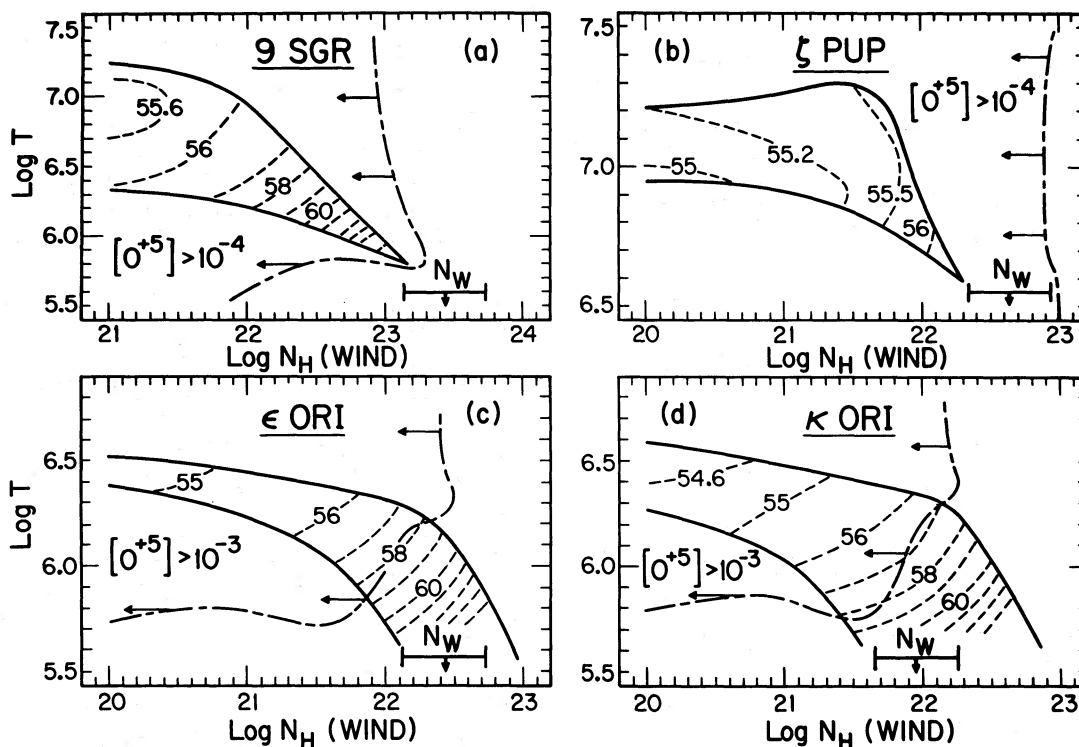 (a)
9 SGR
7.5
7.0
6.5
6.0
5.5
Log T
55.6
56
58
60
[O+5]>10-4
NW
21
22
23
24
Log NH (WIND)
(b)
ζ PUP
7.5
7.0
6.5
[O+5]>10-4
55.2
55
55.5
56
NW
20
21
22
23
Log NH (WIND)
(c)
ε ORI
6.5
6.0
5.5
Log T
55
56
58
60
[O+5]>10-3
NW
20
21
22
23
Log NH (WIND)
(d)
κ ORI
6.5
6.0
5.5
54.6
55
56
58
60
[O+5]>10-3
NW
20
21
22
23
Log NH (WIND)